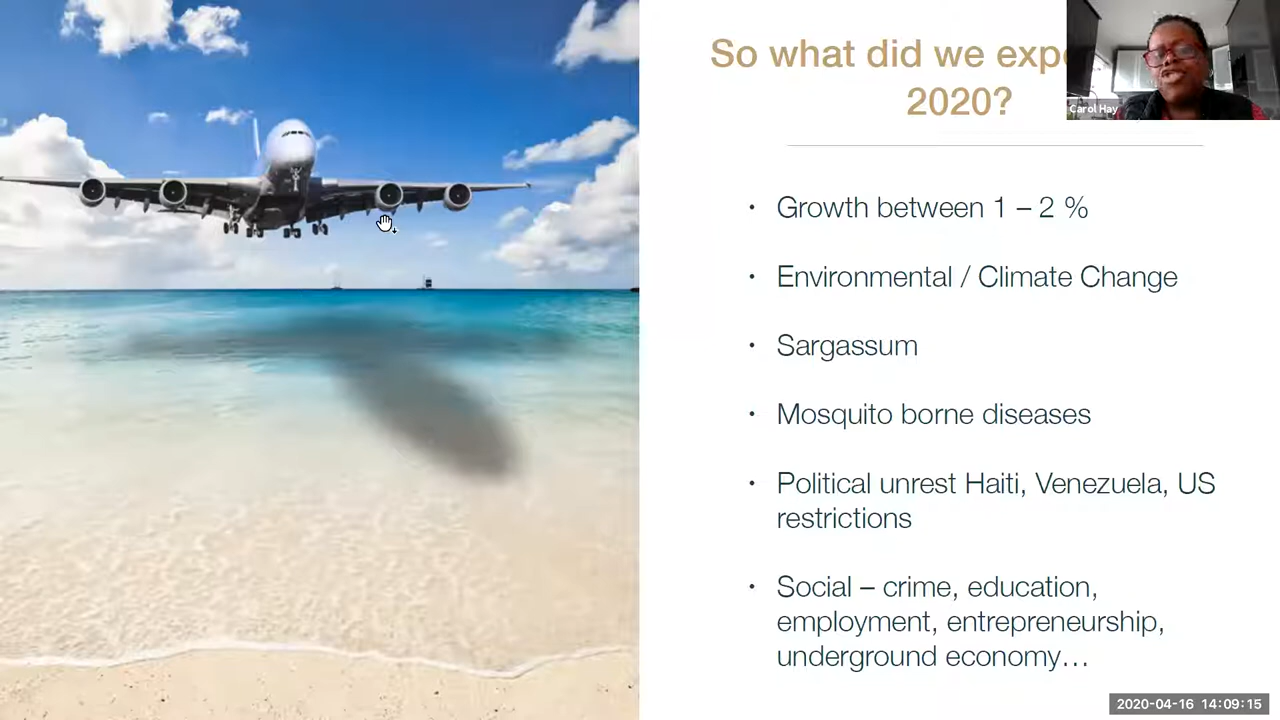 So what did we exp
2020?
Carol Hay
• Growth between 1 – 2 %
• Environmental / Climate Change
• Sargassum
• Mosquito borne diseases
• Political unrest Haiti, Venezuela, US
restrictions
• Social – crime, education,
employment, entrepreneurship,
underground economy…
2020-04-16 14:09:15